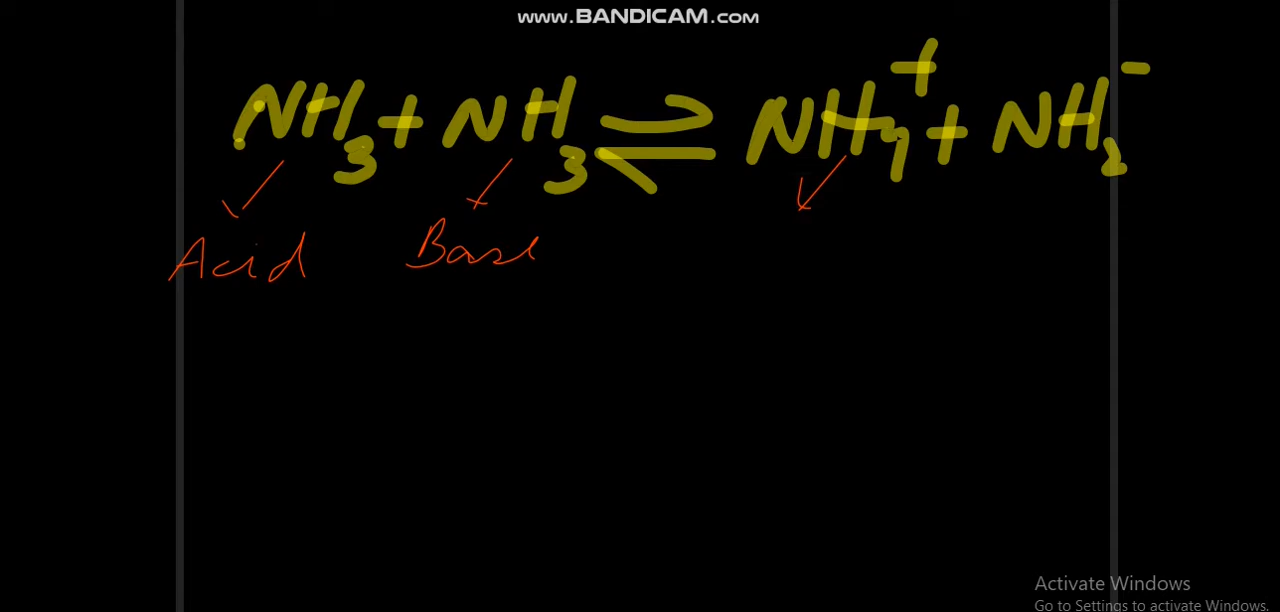 www.BANDICAM.com
NH₃ + NH₃ ⇌ NH₄⁺ + NH₂⁻
Acid Base
Activate Windows
Go to Settings to activate Windows.